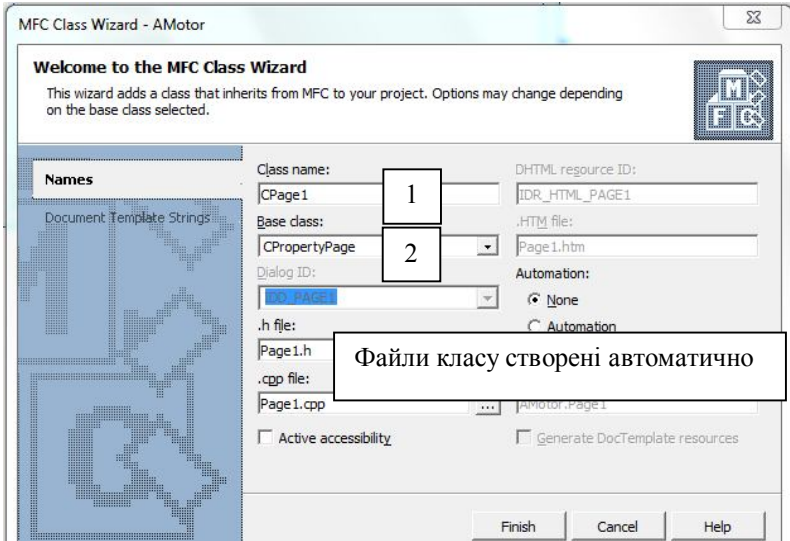 MFC Class Wizard - AMotor
Welcome to the MFC Class Wizard
This wizard adds a class that inherits from MFC to your project. Options may change depending
on the base class selected.
MFC
Names
Document Template Strings
Class name:
CPage1
1
Base class:
CPropertyPage
2
Dialog ID:
IDD_PAGE1
.h file:
Page1.h
.cpp file:
Page1.cpp
...
Active accessibility
DHTML resource ID:
IDR_HTML_PAGE1
.HTM file:
Page1.htm
Automation:
None
Automation
Файли класу створені автоматично
AMotor.Page1
Generate DocTemplate resources
Finish
Cancel
Help